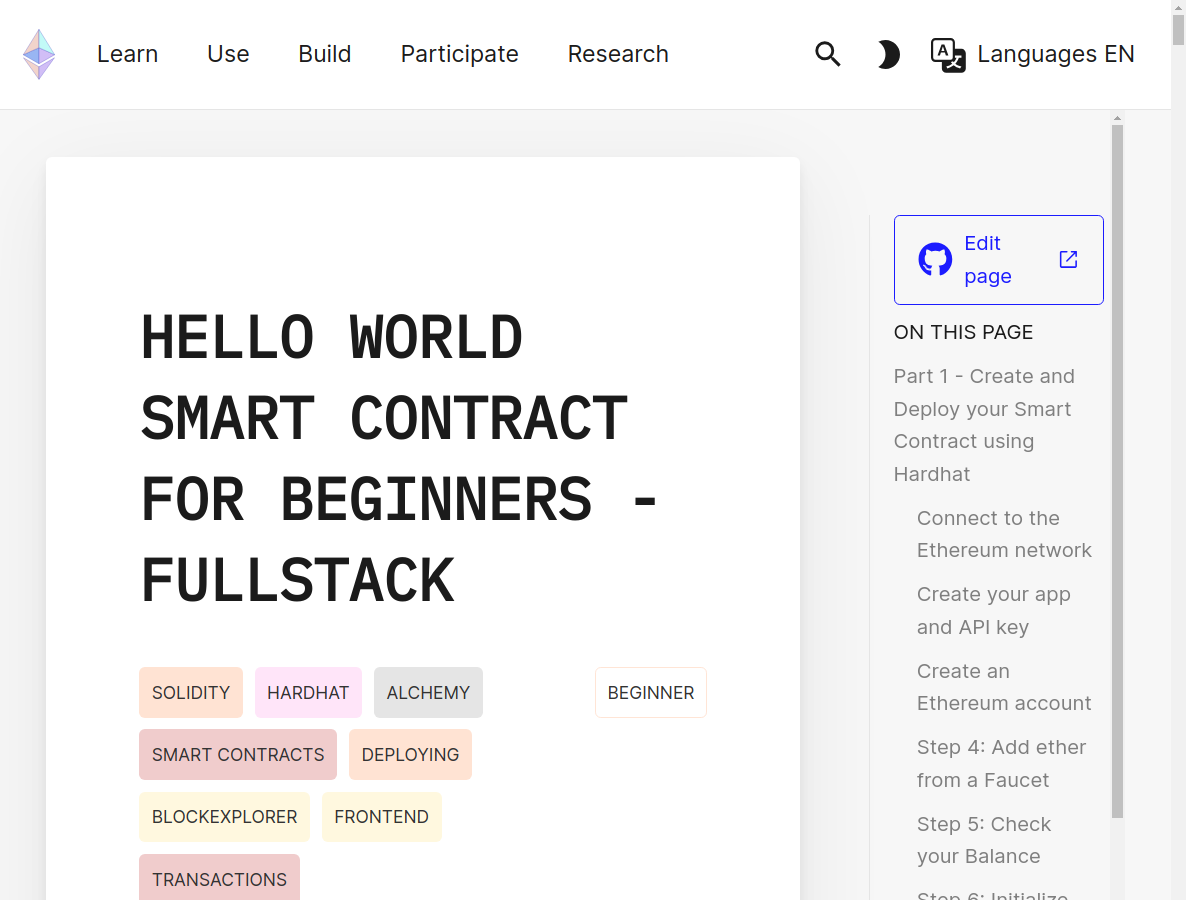 Learn Use Build Participate Research Languages EN
HELLO WORLD
SMART CONTRACT
FOR BEGINNERS -
FULLSTACK
SOLIDITY HARDHAT ALCHEMY BEGINNER
SMART CONTRACTS DEPLOYING
BLOCKEXPLORER FRONTEND
TRANSACTIONS
Edit
page
ON THIS PAGE
Part 1 - Create and
Deploy your Smart
Contract using
Hardhat
Connect to the
Ethereum network
Create your app
and API key
Create an
Ethereum account
Step 4: Add ether
from a Faucet
Step 5: Check
your Balance
Step 6: Initialize